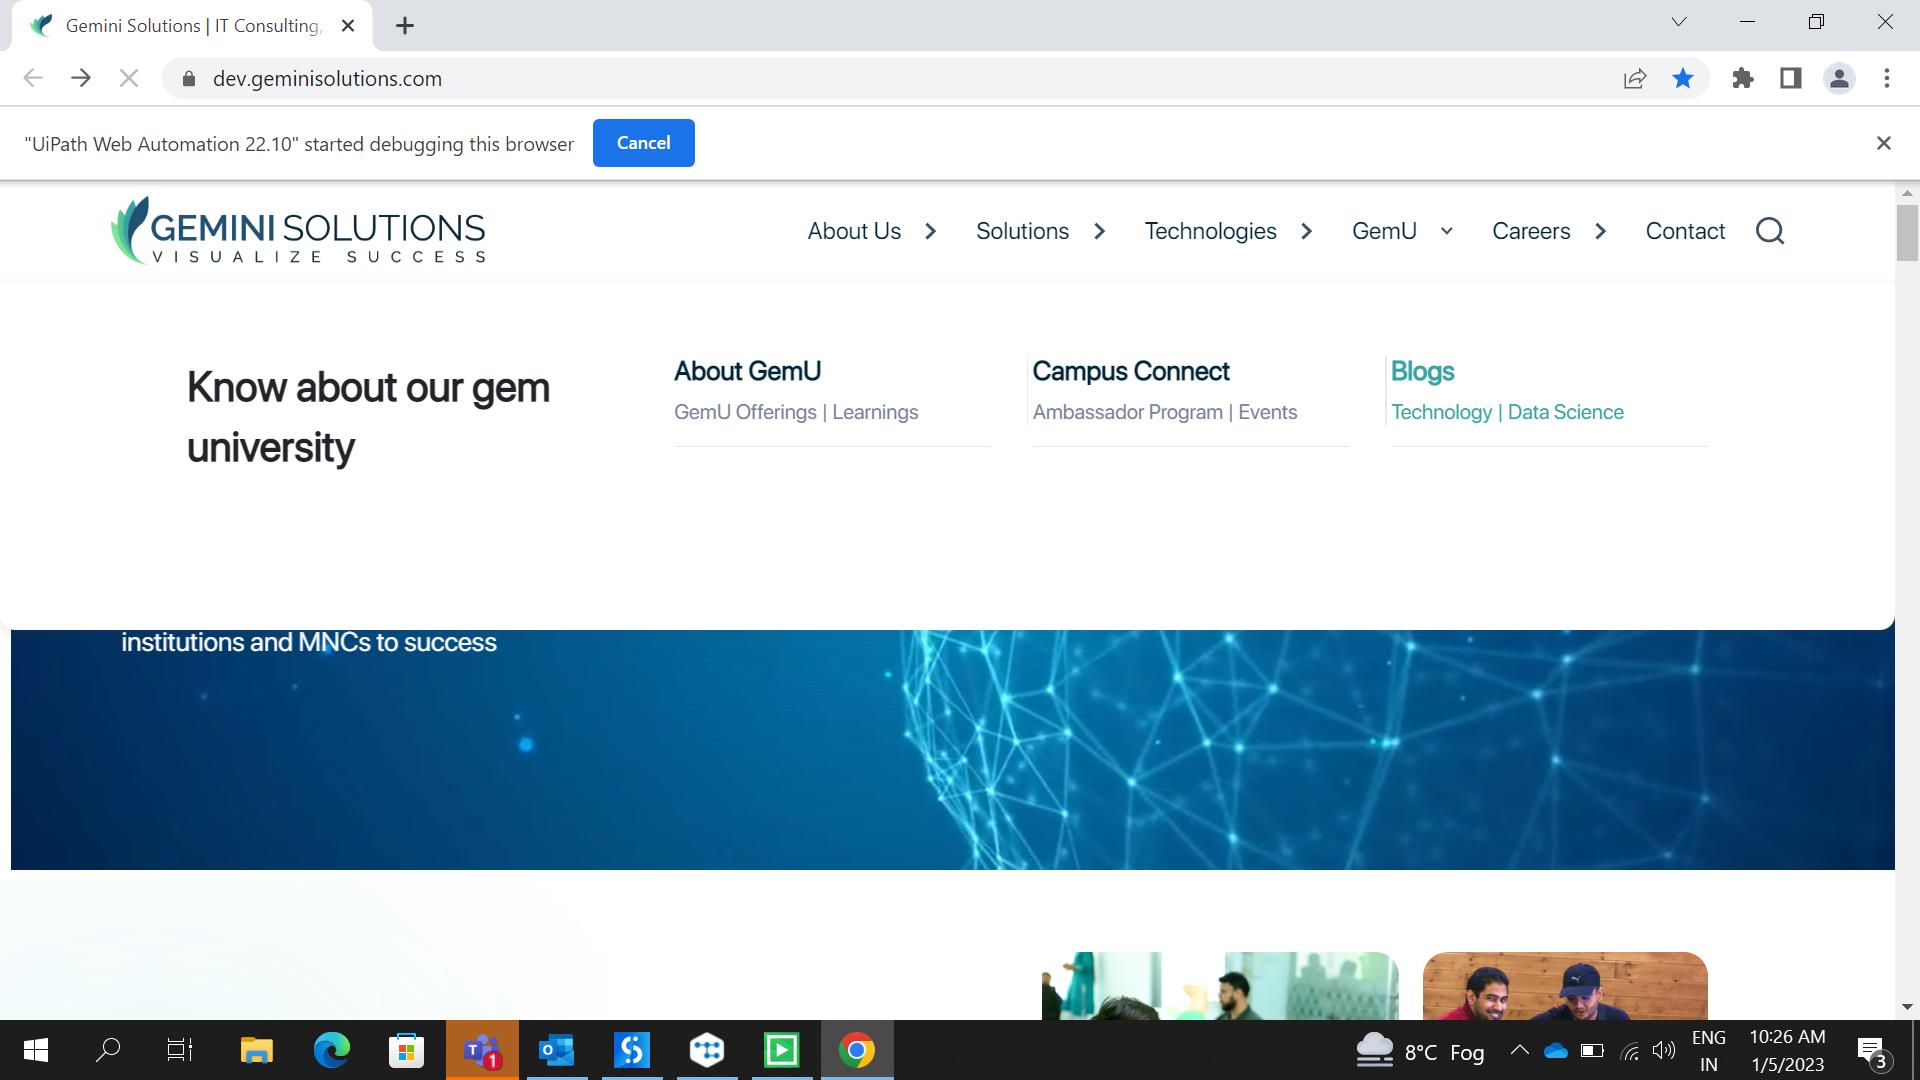 Gemini Solutions | IT Consulting,
dev.geminisolutions.com
"UiPath Web Automation 22.10" started debugging this browser
Cancel
GEMINI SOLUTIONS
VISUALIZE SUCCESS
About Us
Solutions
Technologies
GemU
Careers
Contact
Know about our gem
university
About GemU
GemU Offerings | Learnings
Campus Connect
Ambassador Program | Events
Blogs
Technology | Data Science
institutions and MNCs to success
1
8°C Fog
ENG
IN
10:26 AM
1/5/2023
3